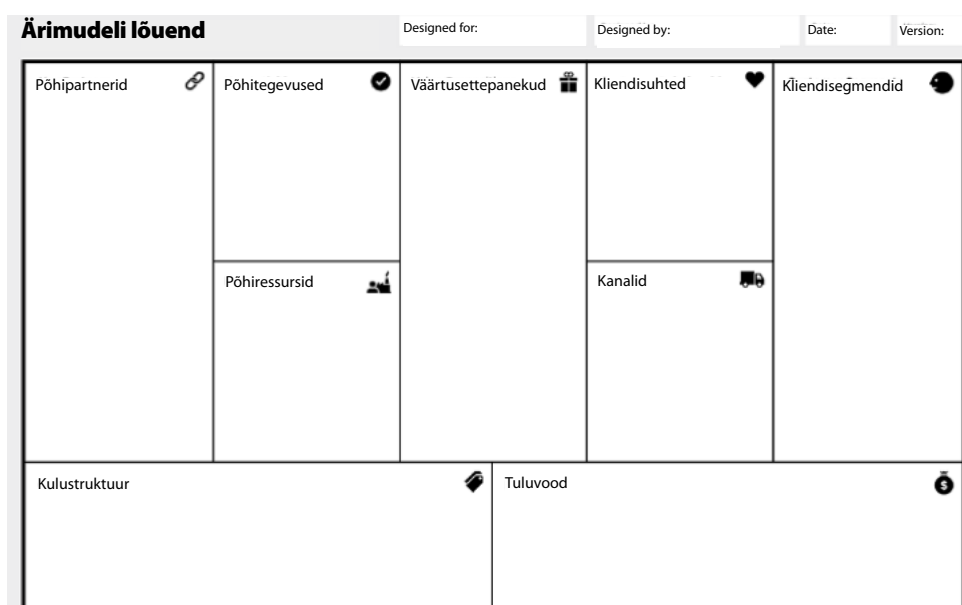 Ärimudeli lõuend
Designed for:
Designed by:
Date:
Version:
Põhipartnerid
Põhitegevused
Väärtusettepanekud
Kliendisuhted
Kliendisegmendid
Põhiressursid
Kanalid
Kulustruktuur
Tuluvood